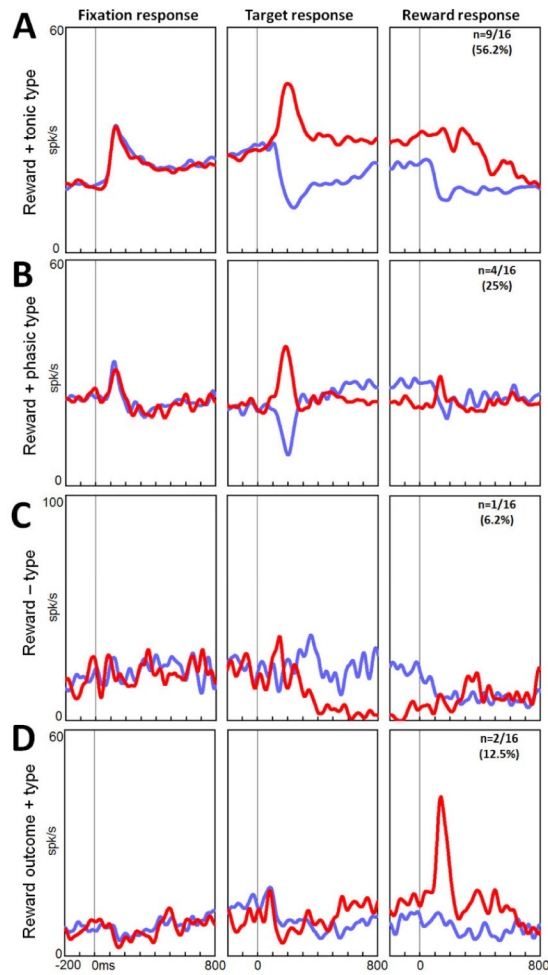 Fixation response Target response Reward response
A
Reward + tonic type
spk/s
60
0
n=9/16
(56.2%)
B
Reward + phasic type
spk/s
60
0
n=4/16
(25%)
C
Reward – type
spk/s
100
0
n=1/16
(6.2%)
D
Reward outcome + type
spk/s
60
0
n=2/16
(12.5%)
-200 0ms 800 0 800 0 800